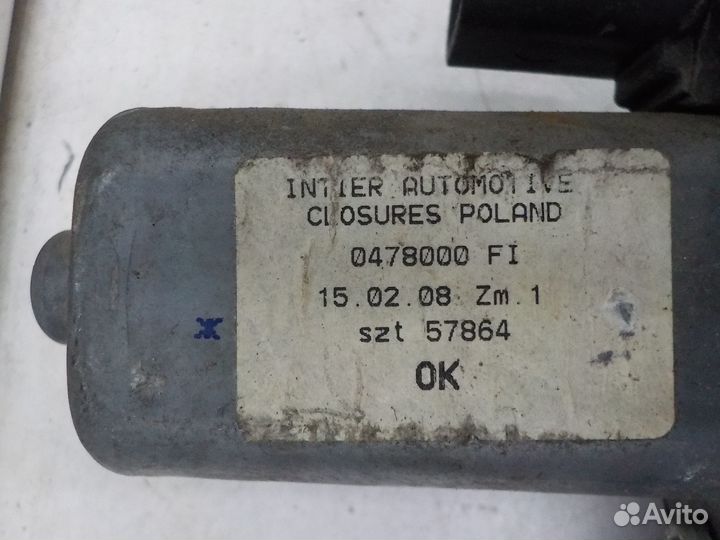 INTIER AUTOMOTIVE
CLOSURES POLAND
0478000 FI
15.02.08 Zm.1
szt 57864
OK
Avito